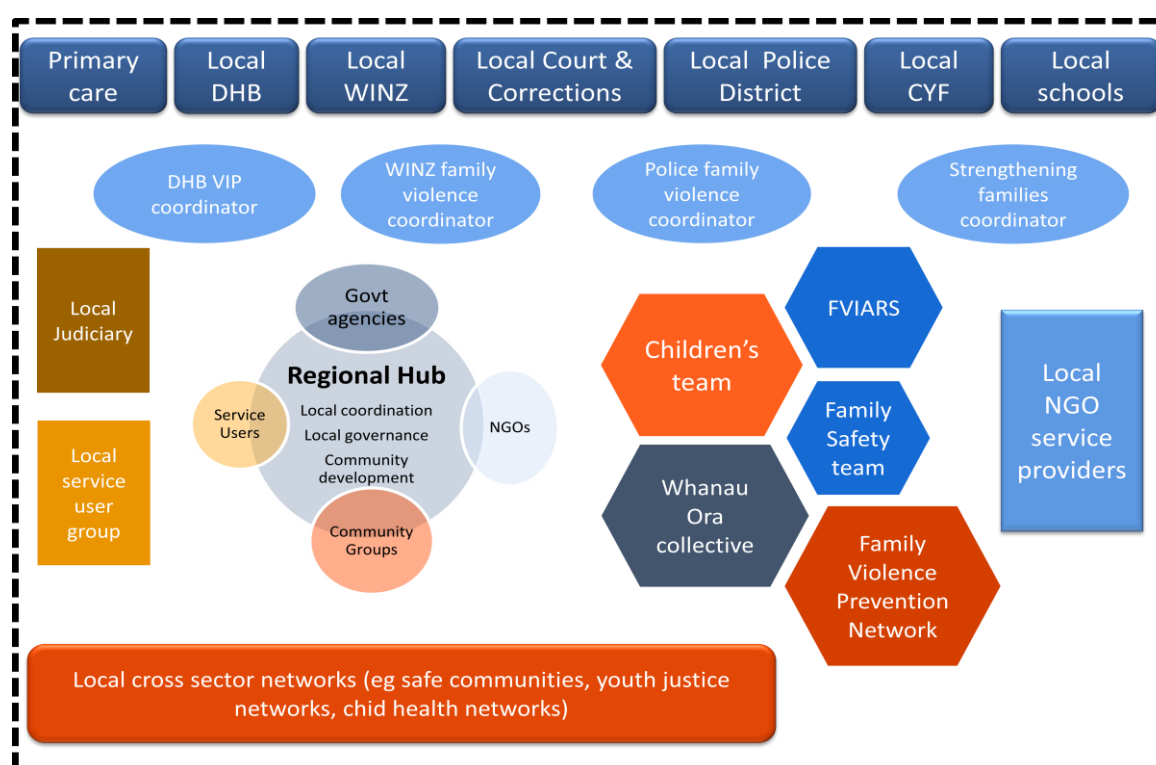 Primary
care
Local
DHB
Local
WINZ
Local Court &
Corrections
Local Police
District
Local
CYF
Local
schools
DHB VIP
coordinator
WINZ family
violence
coordinator
Police family
violence
coordinator
Strengthening
families
coordinator
Local
Judiciary
Local
service
user
group
Govt
agencies
Regional Hub
Local coordination
Local governance
Community
development
Service
Users
NGOs
Community
Groups
Children's
team
FVIARS
Family
Safety
team
Whanau
Ora
collective
Family
Violence
Prevention
Network
Local
NGO
service
providers
Local cross sector networks (eg safe communities, youth justice
networks, chid health networks)